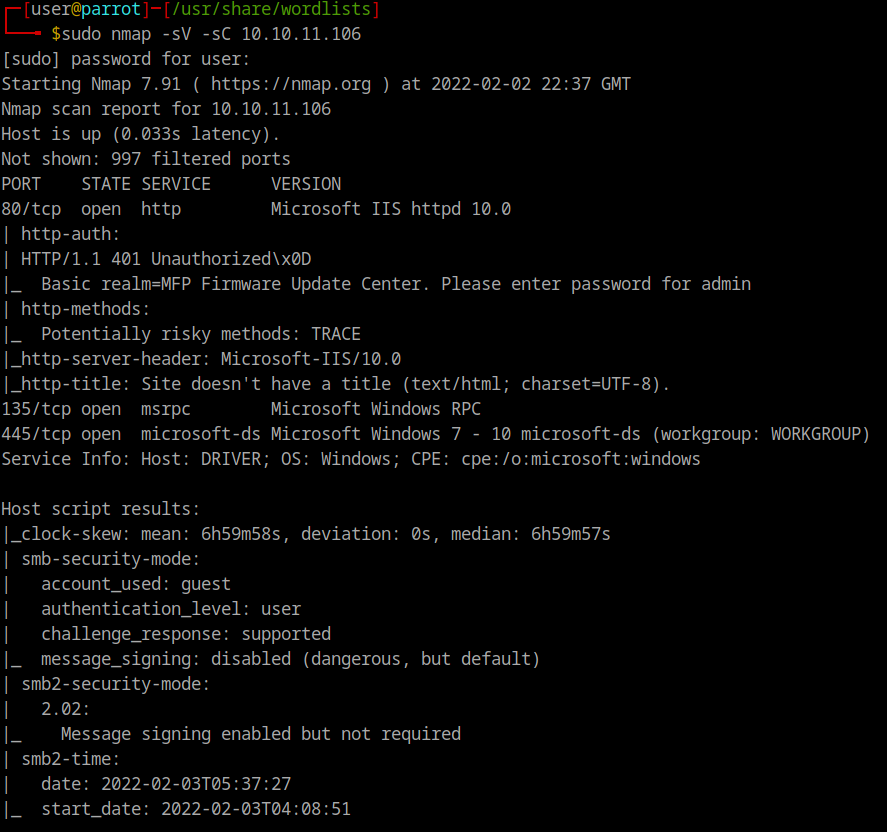 ┌─[user@parrot]─[/usr/share/wordlists]
└──╼ $sudo nmap -sV -sC 10.10.11.106
[sudo] password for user:
Starting Nmap 7.91 ( https://nmap.org ) at 2022-02-02 22:37 GMT
Nmap scan report for 10.10.11.106
Host is up (0.033s latency).
Not shown: 997 filtered ports
PORT    STATE SERVICE      VERSION
80/tcp  open  http         Microsoft IIS httpd 10.0
| http-auth:
| HTTP/1.1 401 Unauthorized\x0D
|_  Basic realm=MFP Firmware Update Center. Please enter password for admin
| http-methods:
|_  Potentially risky methods: TRACE
|_http-server-header: Microsoft-IIS/10.0
|_http-title: Site doesn't have a title (text/html; charset=UTF-8).
135/tcp open  msrpc        Microsoft Windows RPC
445/tcp open  microsoft-ds Microsoft Windows 7 - 10 microsoft-ds (workgroup: WORKGROUP)
Service Info: Host: DRIVER; OS: Windows; CPE: cpe:/o:microsoft:windows

Host script results:
|_clock-skew: mean: 6h59m58s, deviation: 0s, median: 6h59m57s
| smb-security-mode:
|   account_used: guest
|   authentication_level: user
|   challenge_response: supported
|_  message_signing: disabled (dangerous, but default)
| smb2-security-mode:
|   2.02:
|_    Message signing enabled but not required
| smb2-time:
|   date: 2022-02-03T05:37:27
|_  start_date: 2022-02-03T04:08:51